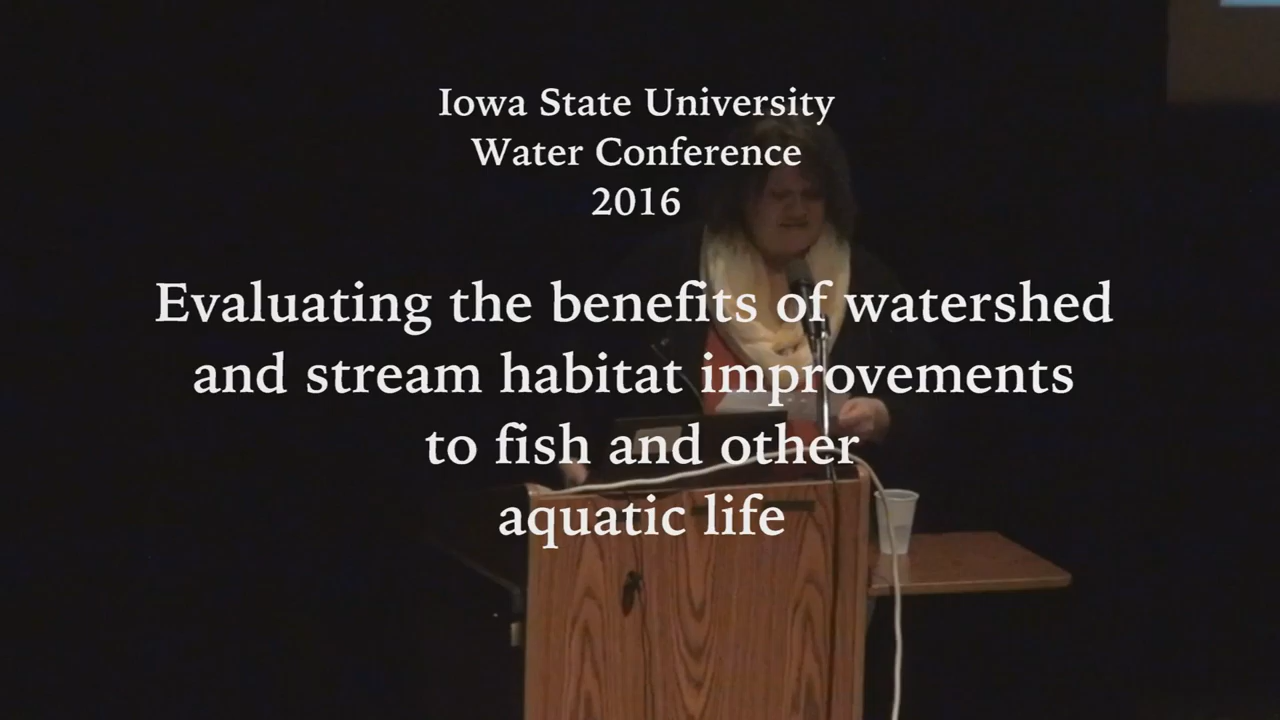 Iowa State University
Water Conference
2016
Evaluating the benefits of watershed
and stream habitat improvements
to fish and other
aquatic life